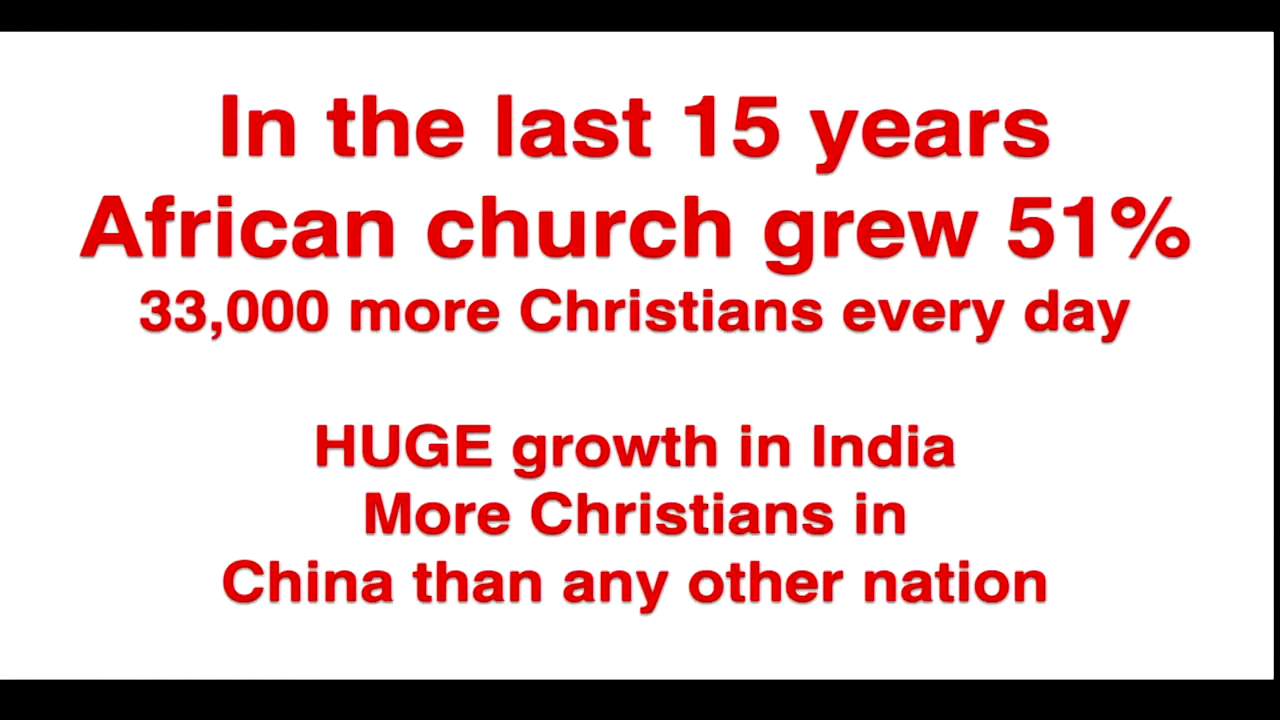 In the last 15 years
African church grew 51%
33,000 more Christians every day
HUGE growth in India
More Christians in
China than any other nation